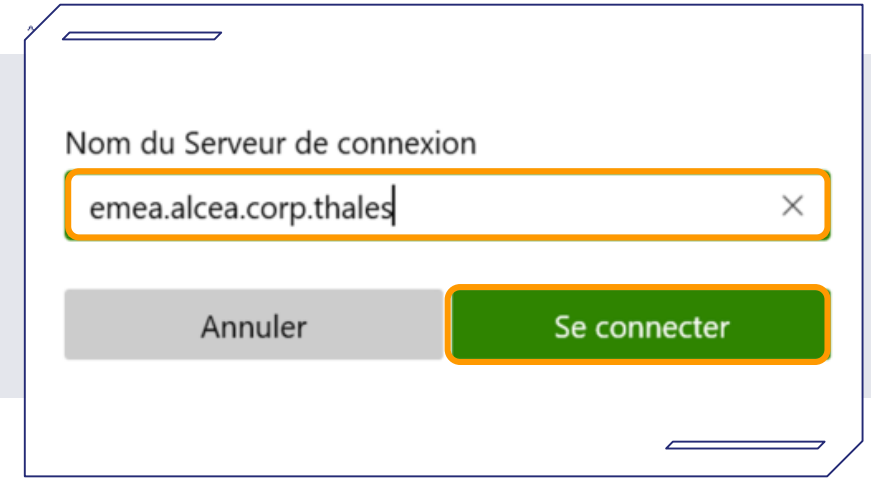 Nom du Serveur de connexion
emea.alcea.corp.thales
Annuler
Se connecter